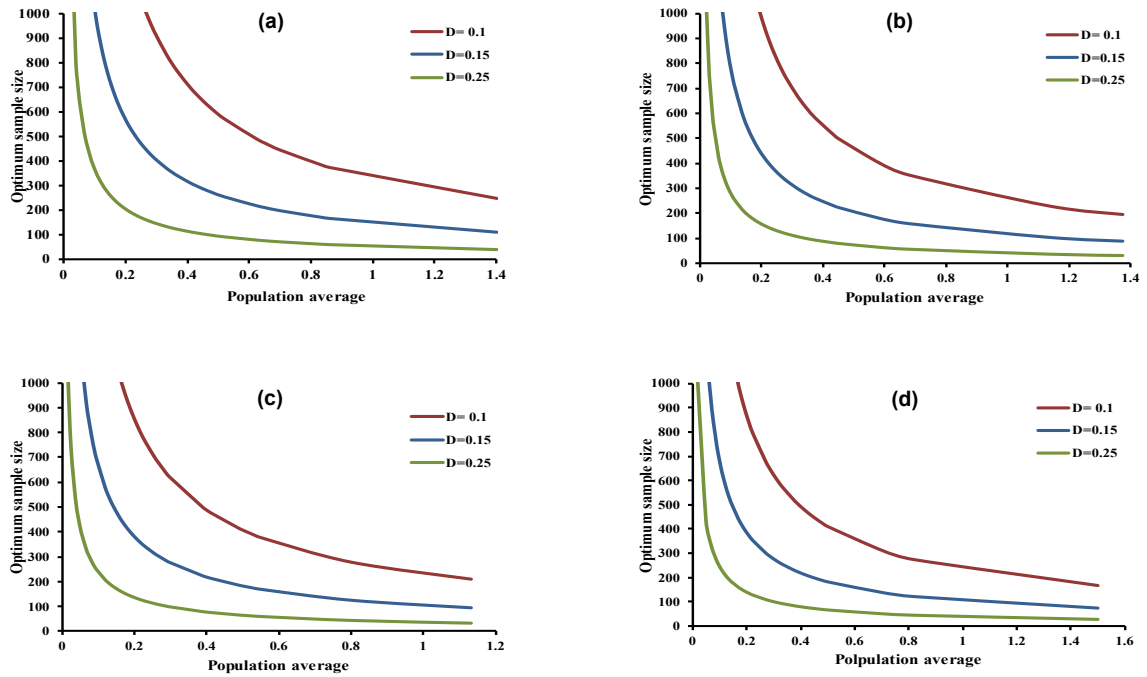 (a)
D= 0.1
D=0.15
D=0.25
Optimum sample size
1000
900
800
700
600
500
400
300
200
100
0
0 0.2 0.4 0.6 0.8 1 1.2 1.4
Population average
(b)
D= 0.1
D=0.15
D=0.25
Optimum sample size
1000
900
800
700
600
500
400
300
200
100
0
0 0.2 0.4 0.6 0.8 1 1.2 1.4
Population average
(c)
D= 0.1
D=0.15
D=0.25
Optimum sample size
1000
900
800
700
600
500
400
300
200
100
0
0 0.2 0.4 0.6 0.8 1 1.2
Population average
(d)
D= 0.1
D=0.15
D=0.25
Optimum sample size
1000
900
800
700
600
500
400
300
200
100
0
0 0.2 0.4 0.6 0.8 1 1.2 1.4 1.6
Polpulation average